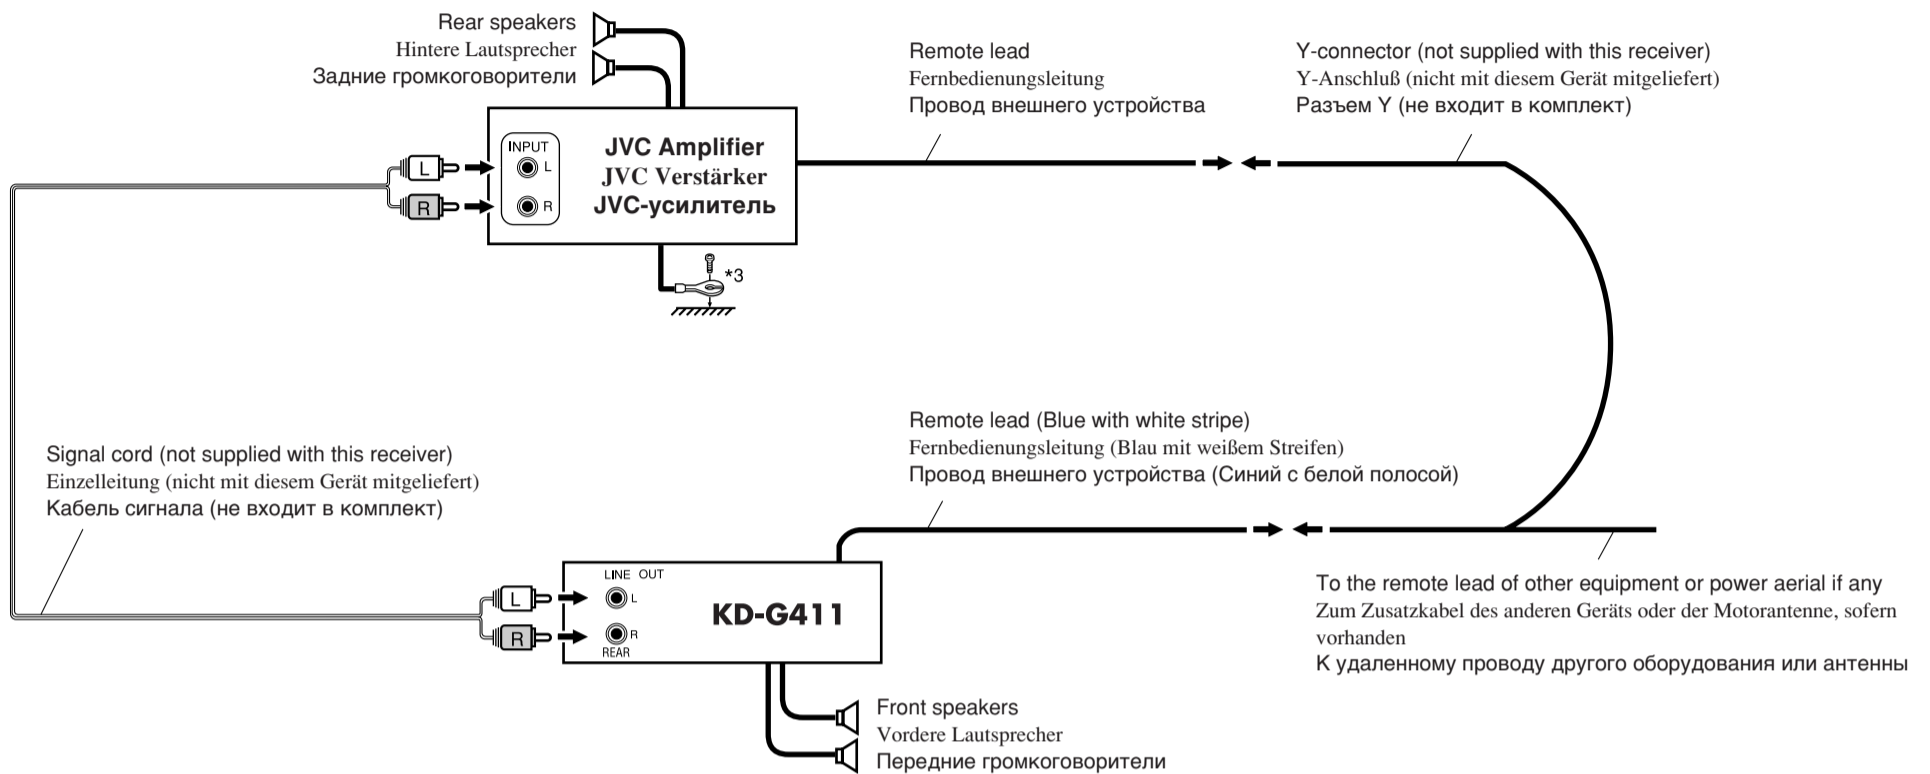 Rear speakers
Hintere Lautsprecher
Задние громкоговорители
Remote lead
Fernbedienungsleitung
Провод внешнего устройства
Y-connector (not supplied with this receiver)
Y-Anschluß (nicht mit diesem Gerät mitgeliefert)
Разъем Y (не входит в комплект)
INPUT
L
R
L
R
JVC Amplifier
JVC Verstärker
JVC-усилитель
*3
Signal cord (not supplied with this receiver)
Einzelleitung (nicht mit diesem Gerät mitgeliefert)
Кабель сигнала (не входит в комплект)
Remote lead (Blue with white stripe)
Fernbedienungsleitung (Blau mit weißem Streifen)
Провод внешнего устройства (Синий с белой полосой)
LINE OUT
L
R
L
R
REAR
KD-G411
To the remote lead of other equipment or power aerial if any
Zum Zusatzkabel des anderen Geräts oder der Motorantenne, sofern
vorhanden
К удаленному проводу другого оборудования или антенны
Front speakers
Vordere Lautsprecher
Передние громкоговорители